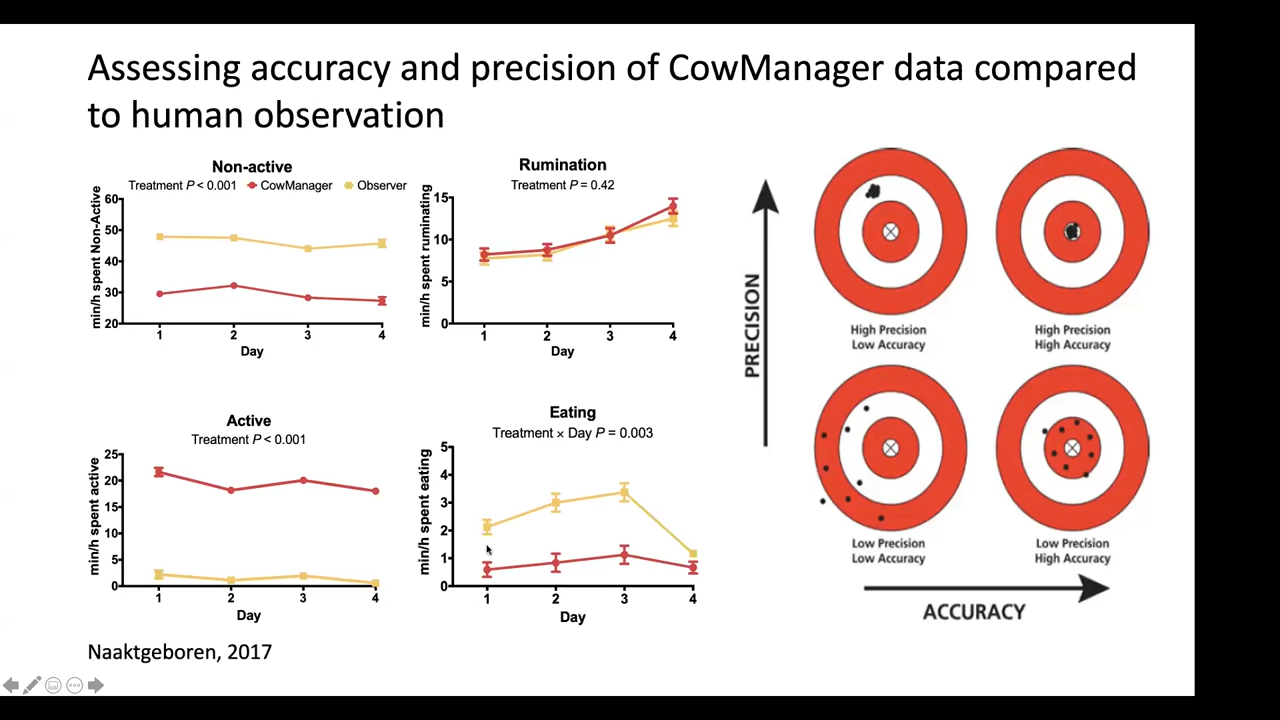 Assessing accuracy and precision of CowManager data compared
to human observation
Non-active
Treatment P < 0.001
CowManager
Observer
min/h spent Non-Active
60
50
40
30
20
1 2 3 4
Day
Rumination
Treatment P = 0.42
min/h spent ruminating
15
10
5
0
1 2 3 4
Day
Active
Treatment P < 0.001
min/h spent active
25
20
15
10
5
0
1 2 3 4
Day
Eating
Treatment × Day P = 0.003
min/h spent eating
5
4
3
2
1
0
1 2 3 4
Day
PRECISION
High Precision
Low Accuracy
High Precision
High Accuracy
Low Precision
Low Accuracy
Low Precision
High Accuracy
ACCURACY
Naaktgeboren, 2017